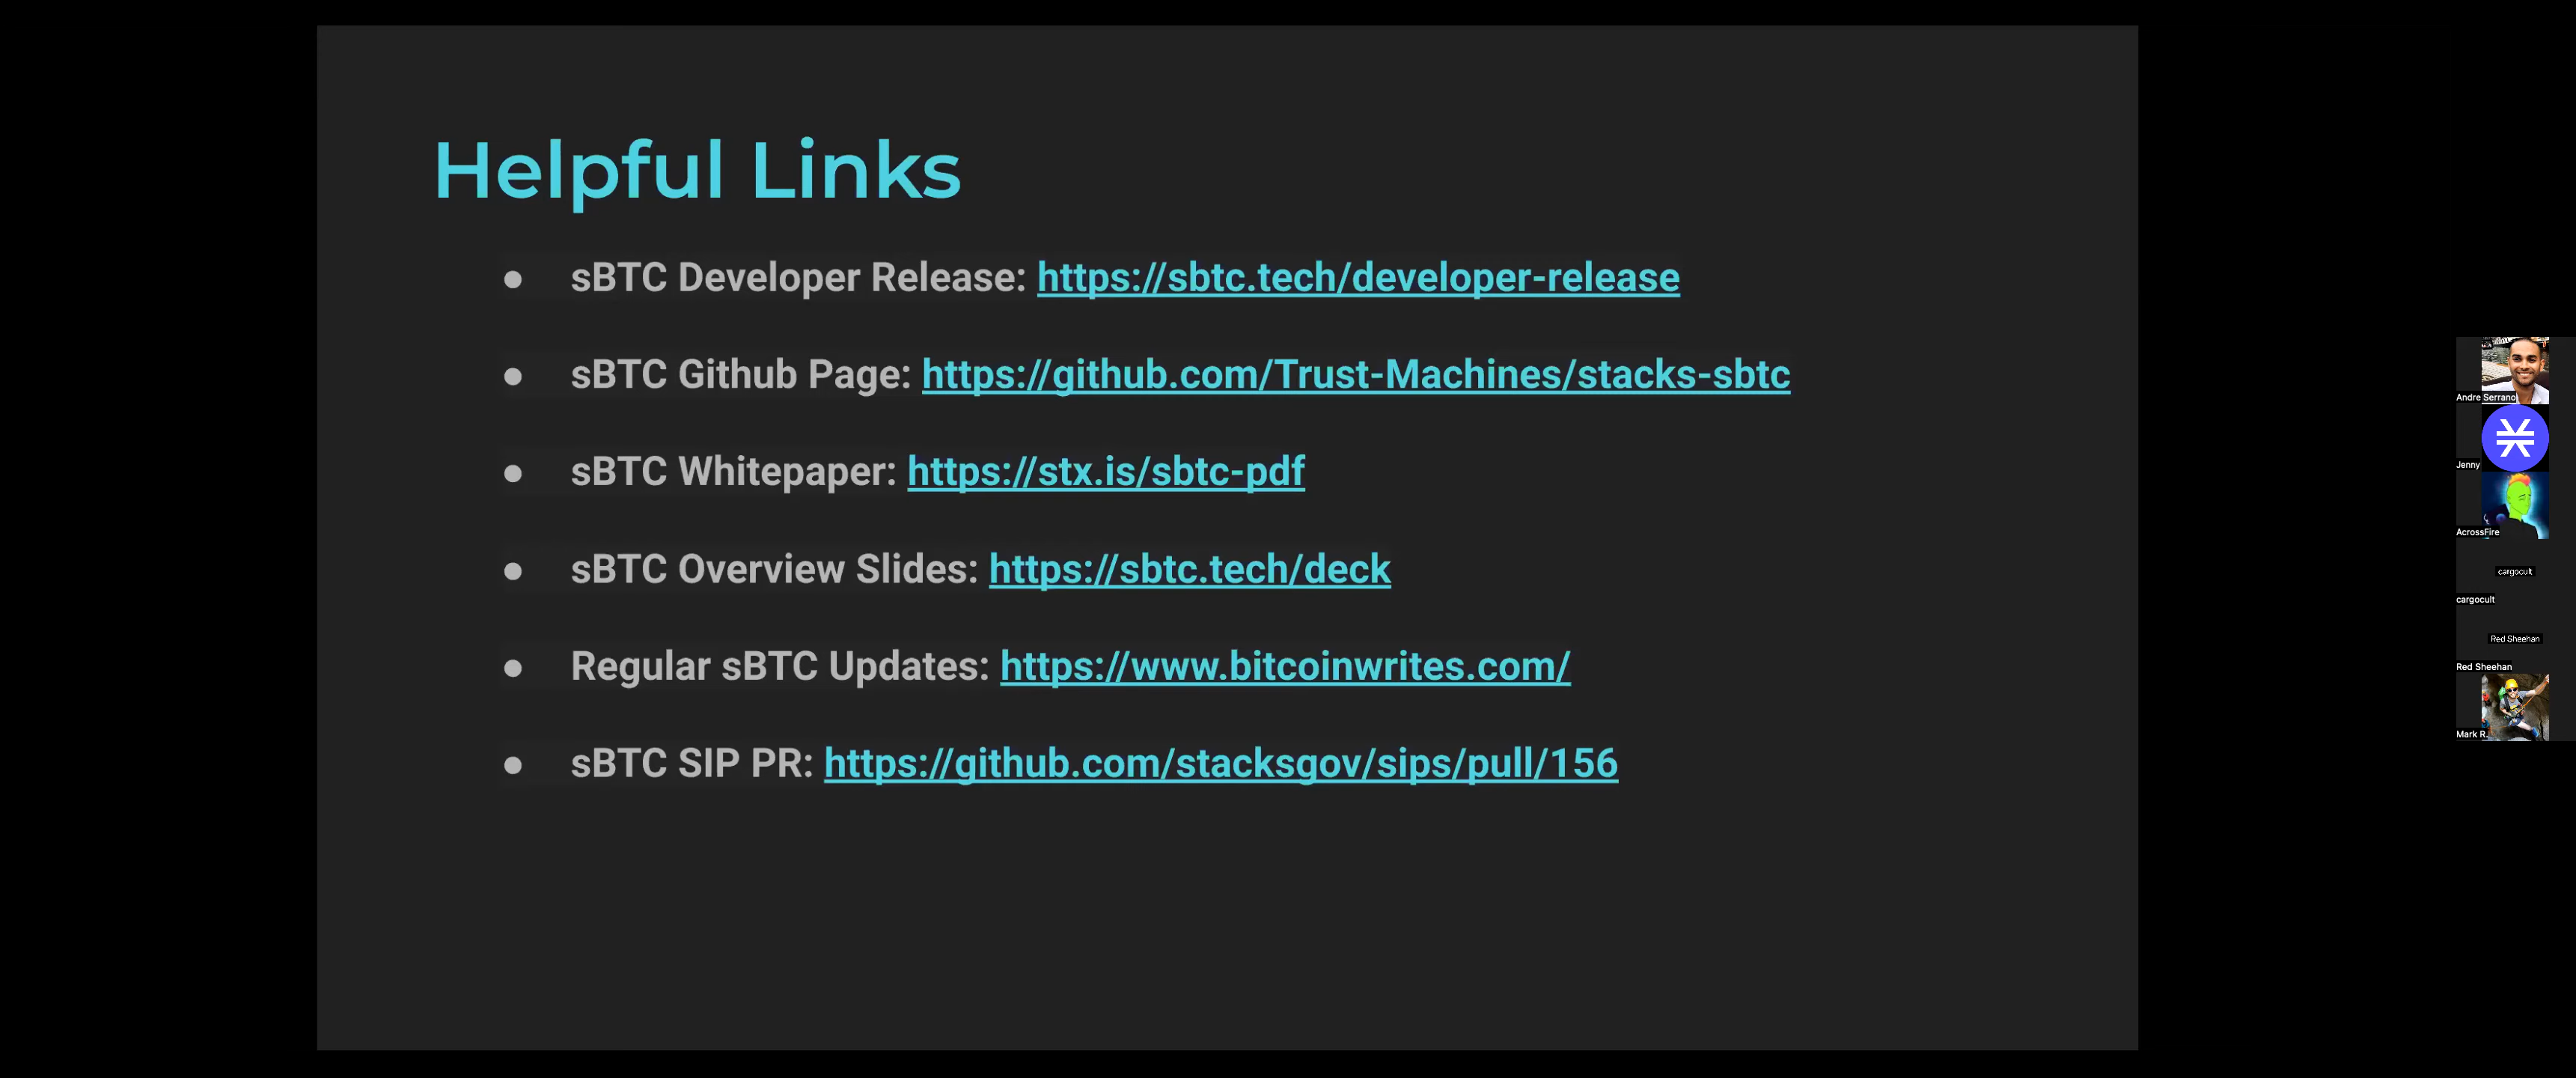 Helpful Links
● sBTC Developer Release: https://sbtc.tech/developer-release
● sBTC Github Page: https://github.com/Trust-Machines/stacks-sbtc
● sBTC Whitepaper: https://stx.is/sbtc-pdf
● sBTC Overview Slides: https://sbtc.tech/deck
● Regular sBTC Updates: https://www.bitcoinwrites.com/
● sBTC SIP PR: https://github.com/stacksgov/sips/pull/156
Andre Serrano
Jenny
AcrossFire
cargocult
cargocult
Red Sheehan
Red Sheehan
Mark R.